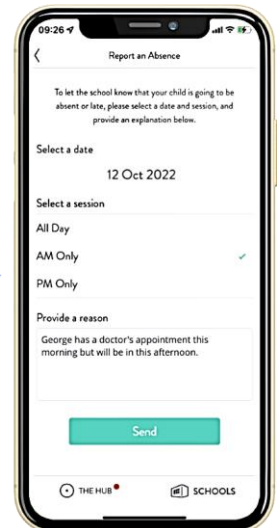 09:26
Report an Absence
To let the school know that your child is going to be
absent or late, please select a date and session, and
provide an explanation below.
Select a date
12 Oct 2022
Select a session
All Day
AM Only
PM Only
Provide a reason
George has a doctor's appointment this
morning but will be in this afternoon.
Send
THE HUB
SCHOOLS